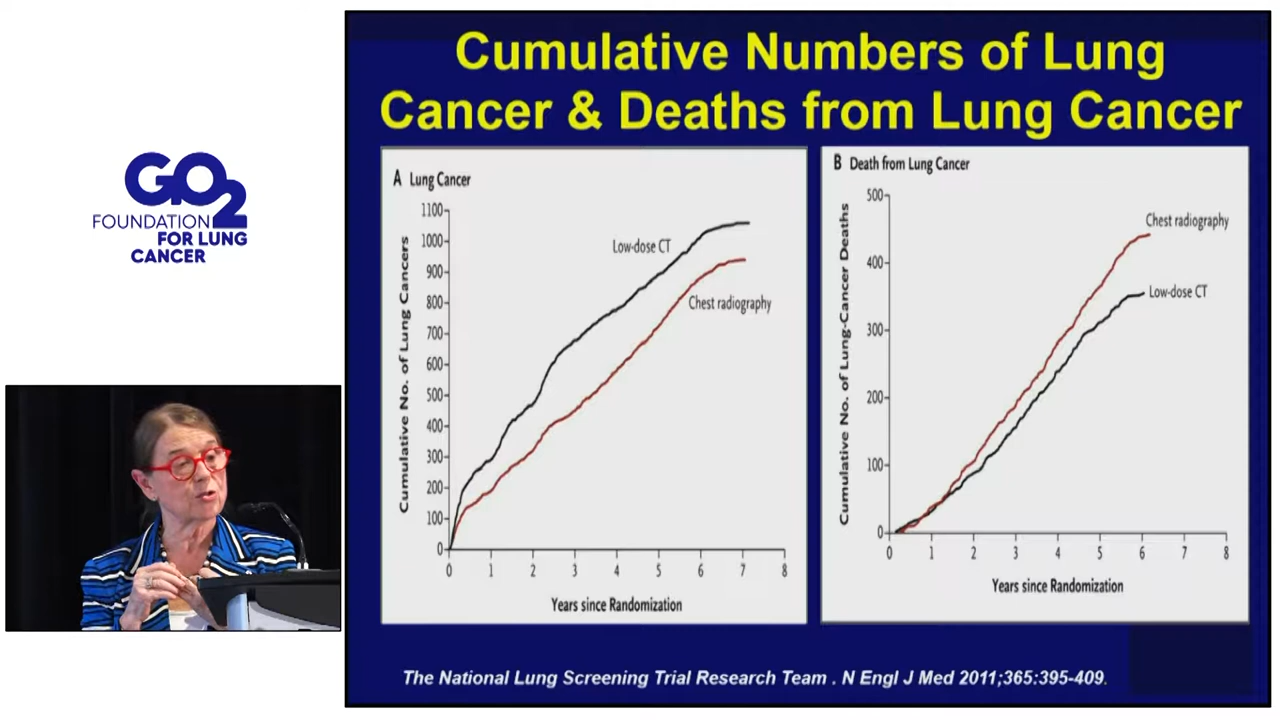 GO2
FOUNDATION
FOR LUNG
CANCER
Cumulative Numbers of Lung
Cancer & Deaths from Lung Cancer
A Lung Cancer
Cumulative No. of Lung Cancers
1100
1000
900
800
700
600
500
400
300
200
100
0
Low-dose CT
Chest radiography
0 1 2 3 4 5 6 7 8
Years since Randomization
B Death from Lung Cancer
Cumulative No. of Lung-Cancer Deaths
500
400
300
200
100
0
Chest radiography
Low-dose CT
0 1 2 3 4 5 6 7 8
Years since Randomization
The National Lung Screening Trial Research Team . N Engl J Med 2011;365:395-409.